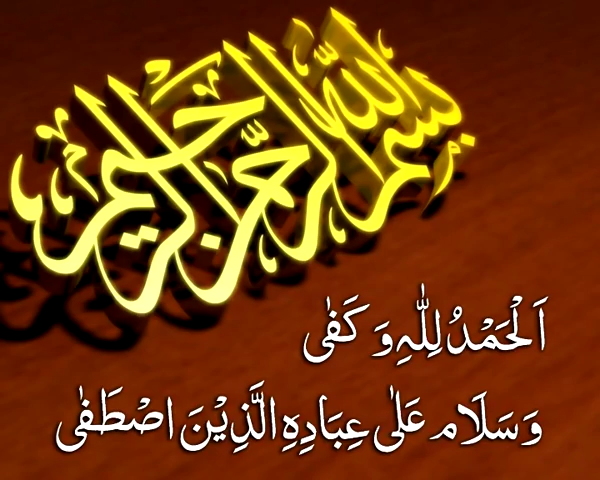 بسم الله الرحمن الرحيم
اَلْحَمْدُ لِلّٰہِ وَ کَفٰی
وَ سَلَام عَلٰی عِبَادِہِ الَّذِیْنَ اصْطَفٰی